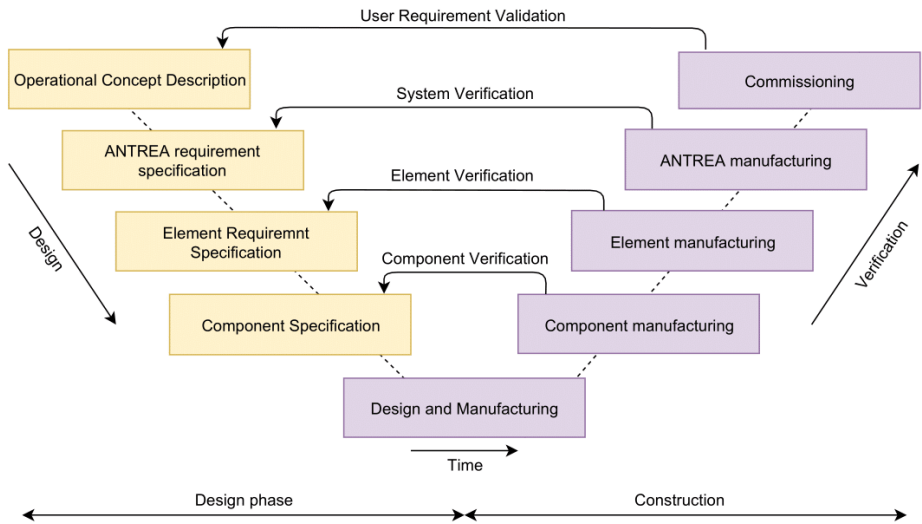 User Requirement Validation
Operational Concept Description
Commissioning
System Verification
ANTREA requirement
specification
ANTREA manufacturing
Element Verification
Element Requiremnt
Specification
Element manufacturing
Design
Verification
Component Verification
Component Specification
Component manufacturing
Design and Manufacturing
Time
Design phase
Construction